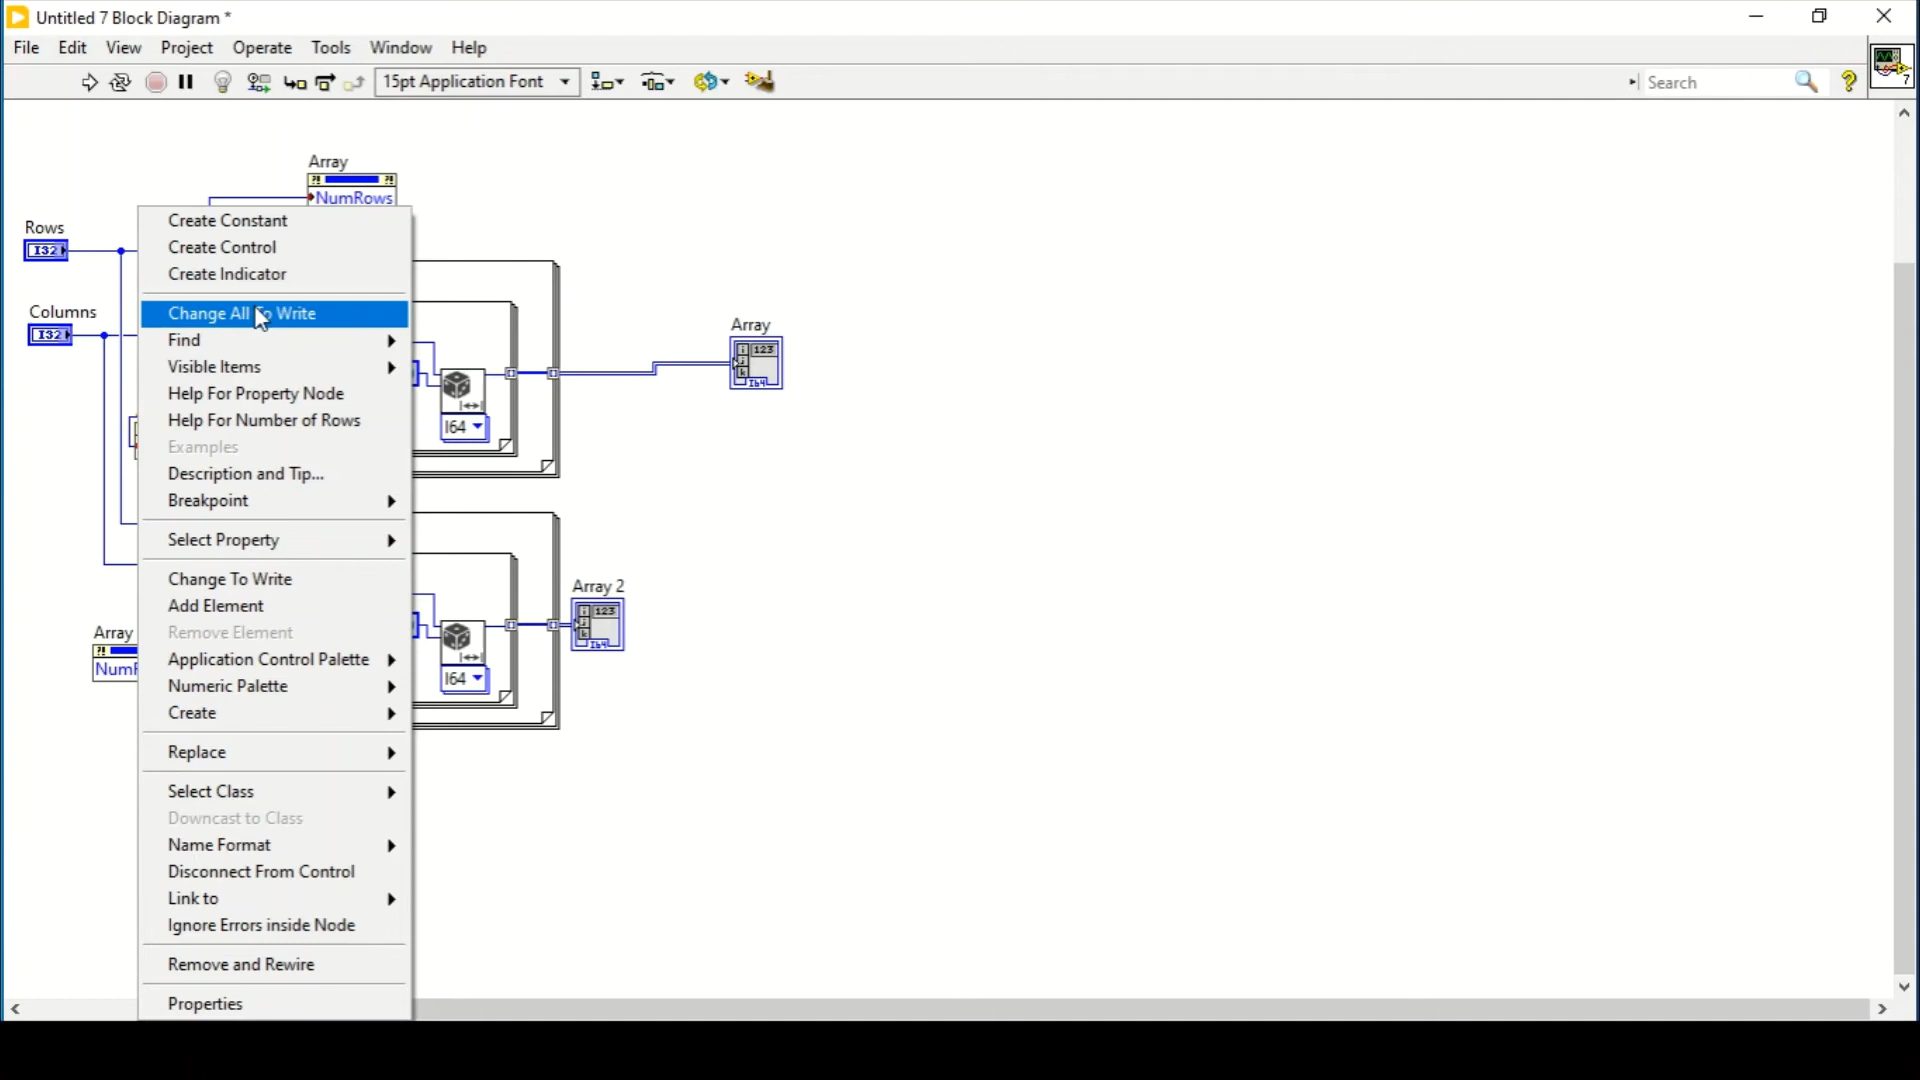 Untitled 7 Block Diagram *
File Edit View Project Operate Tools Window Help
15pt Application Font
Search
7
Array
NumRows
Rows
I32
Columns
I32
Create Constant
Create Control
Create Indicator
Change All To Write
Find
Visible Items
Help For Property Node
Help For Number of Rows
Examples
Description and Tip...
Breakpoint
Select Property
Change To Write
Add Element
Remove Element
Application Control Palette
Numeric Palette
Create
Replace
Select Class
Downcast to Class
Name Format
Disconnect From Control
Link to
Ignore Errors inside Node
Remove and Rewire
Properties
I64
Array
123
I64
Array 2
123
I64
I64
Array